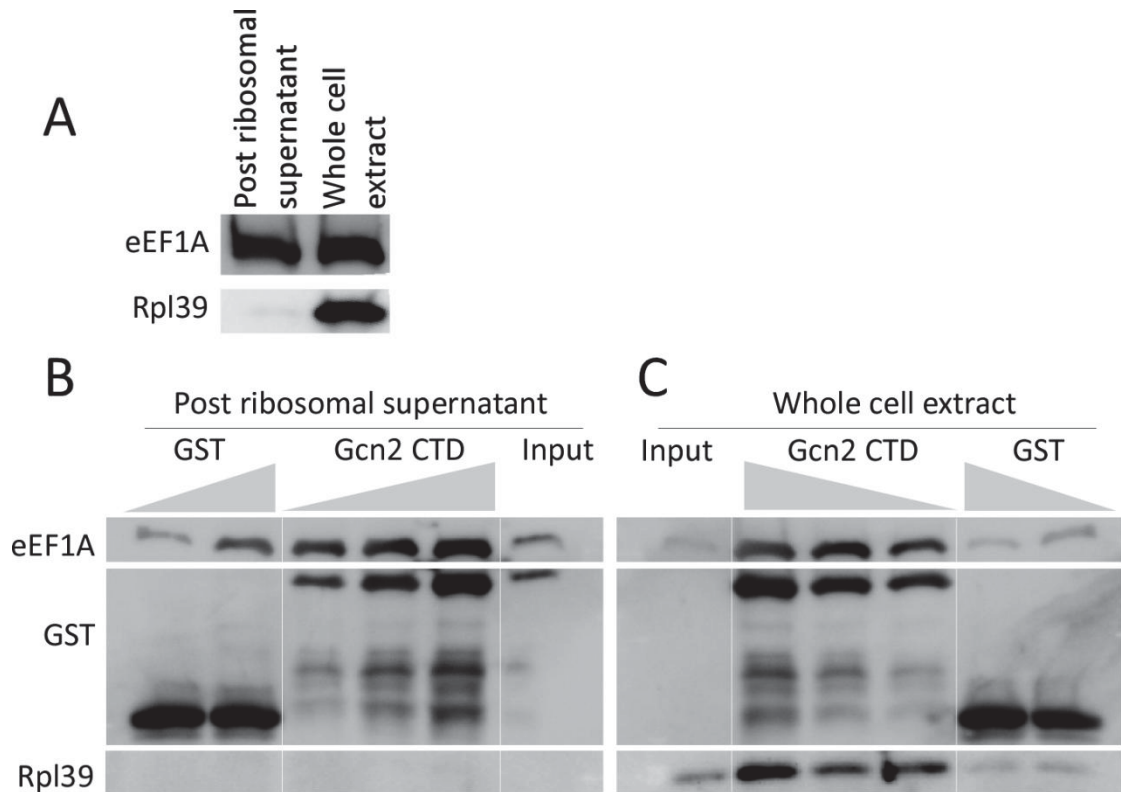 A
Post ribosomal
supernatant
Whole cell
extract
eEF1A
Rpl39
B
Post ribosomal supernatant
GST
Gcn2 CTD
Input
eEF1A
GST
Rpl39
C
Whole cell extract
Input
Gcn2 CTD
GST